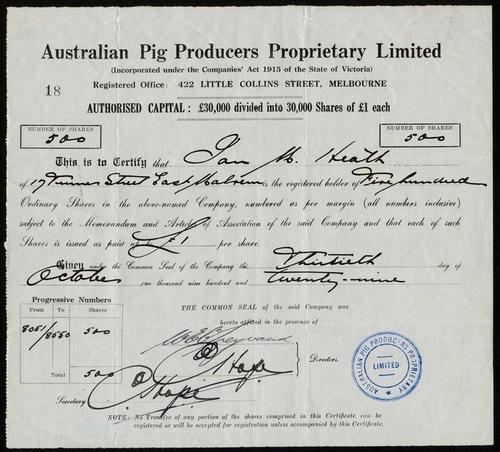 Australian Pig Producers Proprietary Limited
(Incorporated under the Companies' Act 1915 of the State of Victoria)
18
Registered Office: 422 LITTLE COLLINS STREET, MELBOURNE
AUTHORISED CAPITAL: £30,000 divided into 30,000 Shares of £1 each
NUMBER OF SHARES
500
NUMBER OF SHARES
500
This is to Certify that Ian M. Heath
of 17 Street East Malvern is the registered holder of Five hundred
Ordinary Shares in the above-named Company, numbered as per margin (all numbers inclusive)
subject to the Memorandum and Articles of Association of the said Company and that each of such
Shares is issued as paid up to £1 per share.
Given under the Common Seal of the Company the Thirtieth day of
October one thousand nine hundred and twenty-nine
Progressive Numbers
From To Shares
8051/8550 500
Total 500
THE COMMON SEAL of the said Company was
hereto affixed in the presence of
Hope
Directors.
Secretary Hope
AUSTRALIAN PIG PRODUCERS PROPRIETARY
LIMITED
NOTE: No Transfer of any portion of the shares comprised in this Certificate can be
registered or will be accepted for registration unless accompanied by this Certificate.